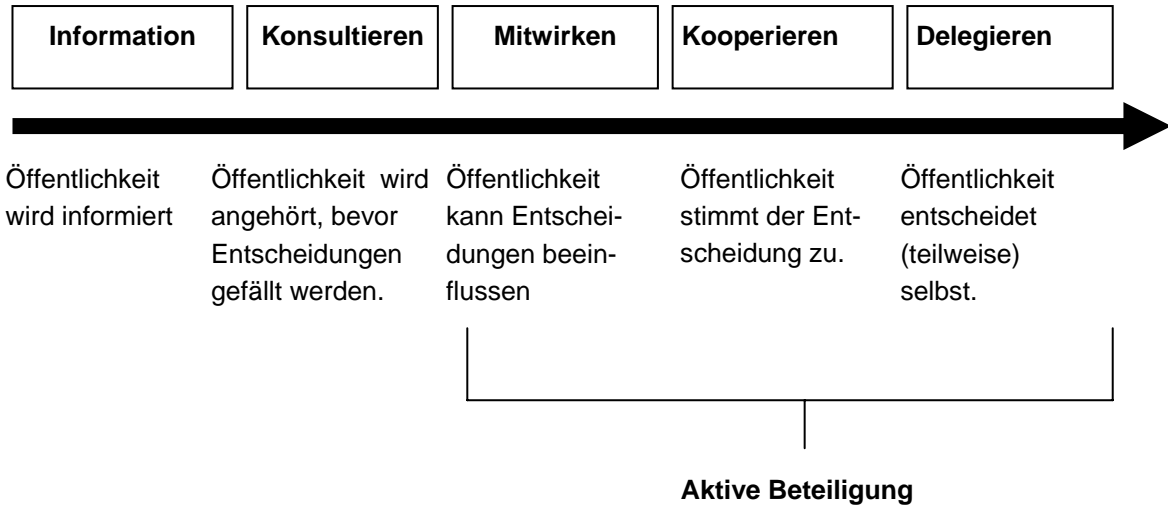 Information
Konsultieren
Mitwirken
Kooperieren
Delegieren
Öffentlichkeit
wird informiert
Öffentlichkeit wird
angehört, bevor
Entscheidungen
gefällt werden.
Öffentlichkeit
kann Entschei-
dungen beein-
flussen
Öffentlichkeit
stimmt der Ent-
scheidung zu.
Öffentlichkeit
entscheidet
(teilweise)
selbst.
Aktive Beteiligung